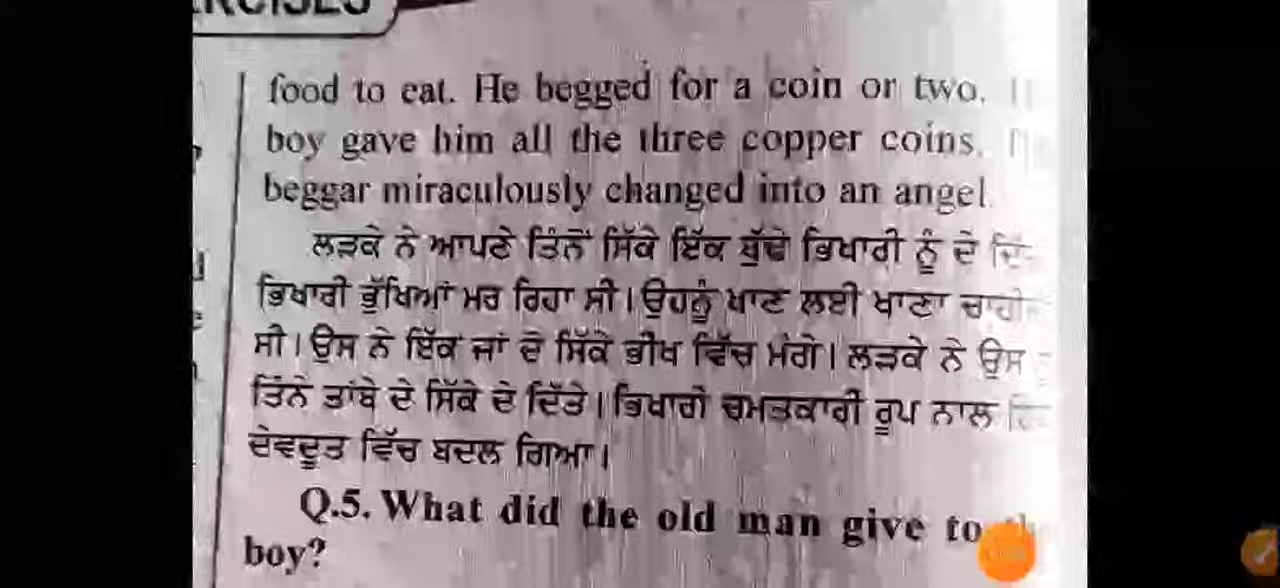 food to eat. He begged for a coin or two.
boy gave him all the three copper coins.
beggar miraculously changed into an angel.
ਲੜਕੇ ਨੇ ਆਪਣੇ ਤਿੰਨੋਂ ਸਿੱਕੇ ਇੱਕ ਬੁੱਢੇ ਭਿਖਾਰੀ ਨੂੰ ਦੇ
ਭਿਖਾਰੀ ਭੁੱਖਿਆਂ ਮਰ ਰਿਹਾ ਸੀ। ਉਹਨੂੰ ਖਾਣ ਲਈ ਖਾਣਾ
ਸੀ। ਉਸ ਨੇ ਇੱਕ ਜਾਂ ਦੋ ਸਿੱਕੇ ਭੀਖ ਵਿੱਚ ਮੰਗੇ। ਲੜਕੇ ਨੇ ਉਸ
ਤਿੰਨੇ ਤਾਂਬੇ ਦੇ ਸਿੱਕੇ ਦੇ ਦਿੱਤੇ। ਭਿਖਾਰੀ ਚਮਤਕਾਰੀ ਰੂਪ ਨਾਲ
ਦੇਵਦੂਤ ਵਿੱਚ ਬਦਲ ਗਿਆ।
Q.5. What did the old man give to
boy?